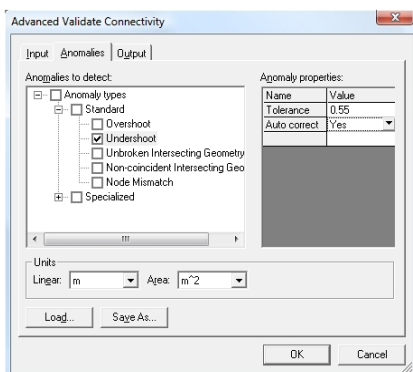 Advanced Validate Connectivity
Input Anomalies Output
Anomalies to detect:
Anomaly types
Standard
Overshoot
Undershoot
Unbroken Intersecting Geometry
Non-coincident Intersecting Geo
Node Mismatch
Specialized
Anomaly properties:
Name Value
Tolerance 0.55
Auto correct Yes
Units
Linear: m Area: m^2
Load... Save As...
OK Cancel